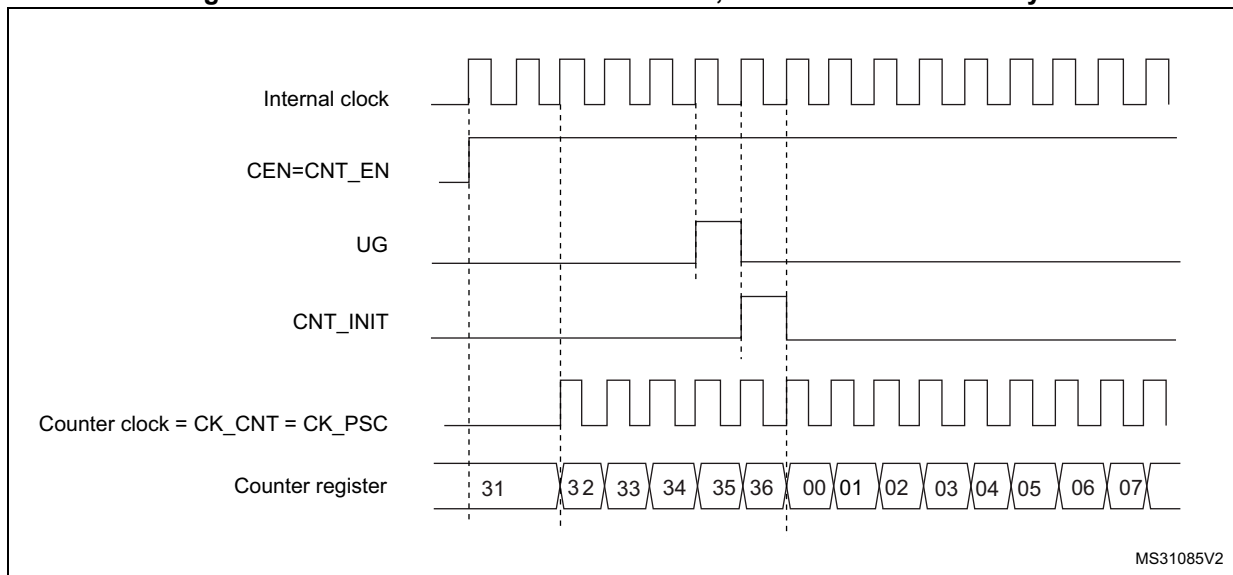 Internal clock
CEN=CNT_EN
UG
CNT_INIT
Counter clock = CK_CNT = CK_PSC
Counter register 31 32 33 34 35 36 00 01 02 03 04 05 06 07
MS31085V2